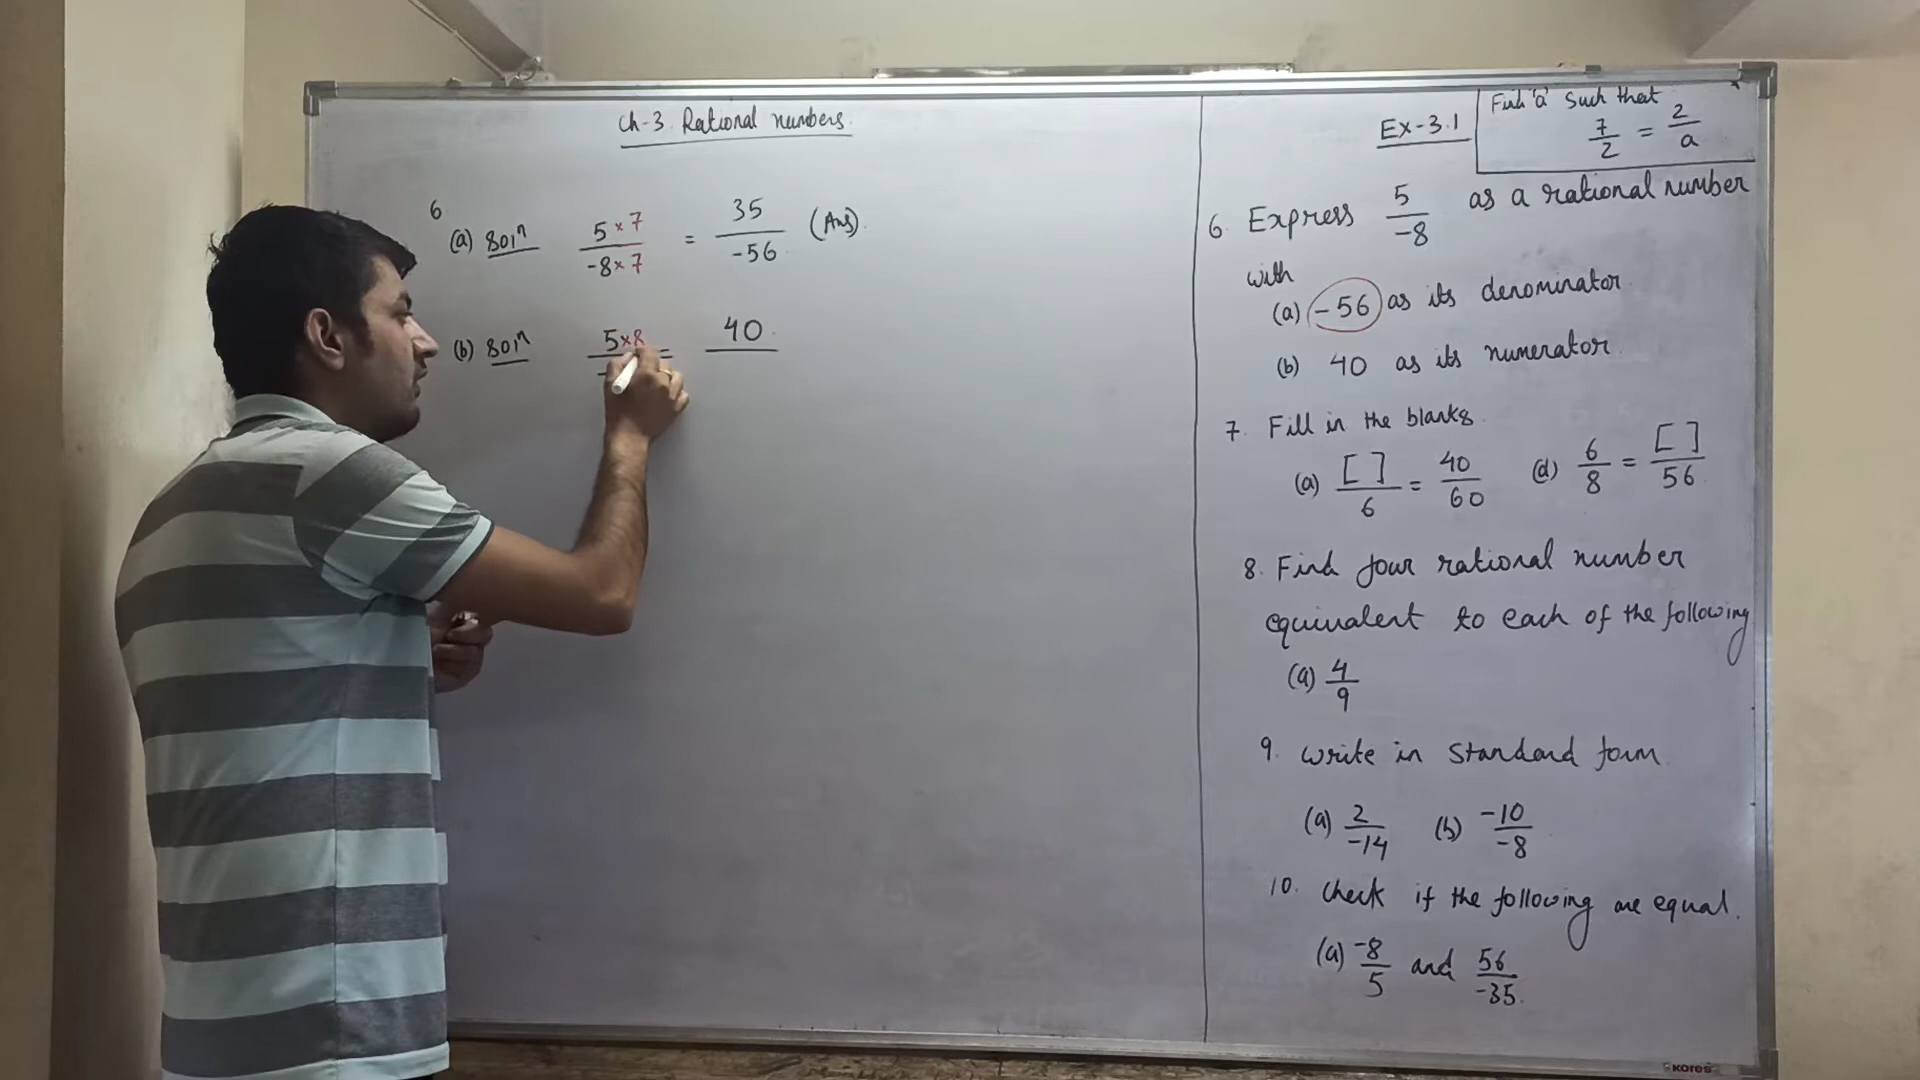 Ch-3. Rational numbers.
6
(a) Solⁿ 5 × 7 / -8 × 7 = 35 / -56 (Ans).
(b) Solⁿ 5 × 8 / - = 40 /
Ex-3.1
Find 'a' such that
7/2 = 2/a
6. Express 5/-8 as a rational number
with
(a) -56 as its denominator.
(b) 40 as its numerator.
7. Fill in the blanks.
(a) [ ]/6 = 40/60 (d) 6/8 = [ ]/56
8. Find four rational number
equivalent to each of the following
(a) 4/9
9. Write in Standard form.
(a) 2/-14 (b) -10/-8
10. Check if the following are equal.
(a) -8/5 and 56/-35.
KORES